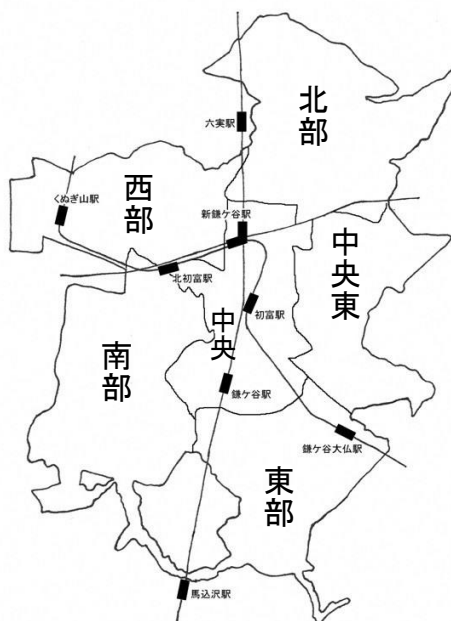 北部
六実駅
西部
くぬぎ山駅
新鎌ケ谷駅
中央東
北初富駅
初富駅
中央
南部
鎌ケ谷駅
鎌ケ谷大仏駅
東部
馬込沢駅